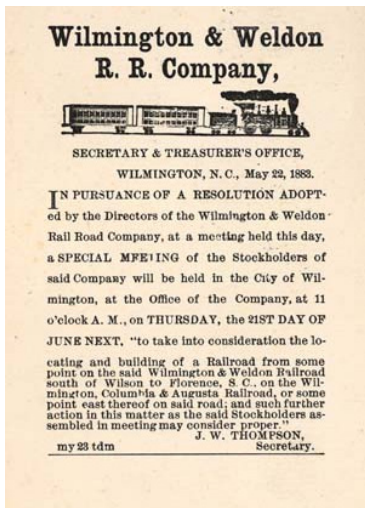 Wilmington & Weldon
R. R. Company,
SECRETARY & TREASURER'S OFFICE,
WILMINGTON, N. C., May 22, 1883.
IN PURSUANCE OF A RESOLUTION ADOPT-
ed by the Directors of the Wilmington & Weldon
Rail Road Company, at a meeting held this day,
a SPECIAL MFEIING of the Stockholders of
said Company will be held in the City of Wil-
mington, at the Office of the Company, at 11
o'clock A. M., on THURSDAY, the 21ST DAY OF
JUNE NEXT, "to take into consideration the lo-
cating and building of a Railroad from some
point on the said Wilmington & Weldon Railroad
south of Wilson to Florence, S. C., on the Wil-
mington, Columbia & Augusta Railroad, or some
point east thereof on said road; and such further
action in this matter as the said Stockholders as-
sembled in meeting may consider proper."
J. W. THOMPSON,
my 23 tdm Secretary.